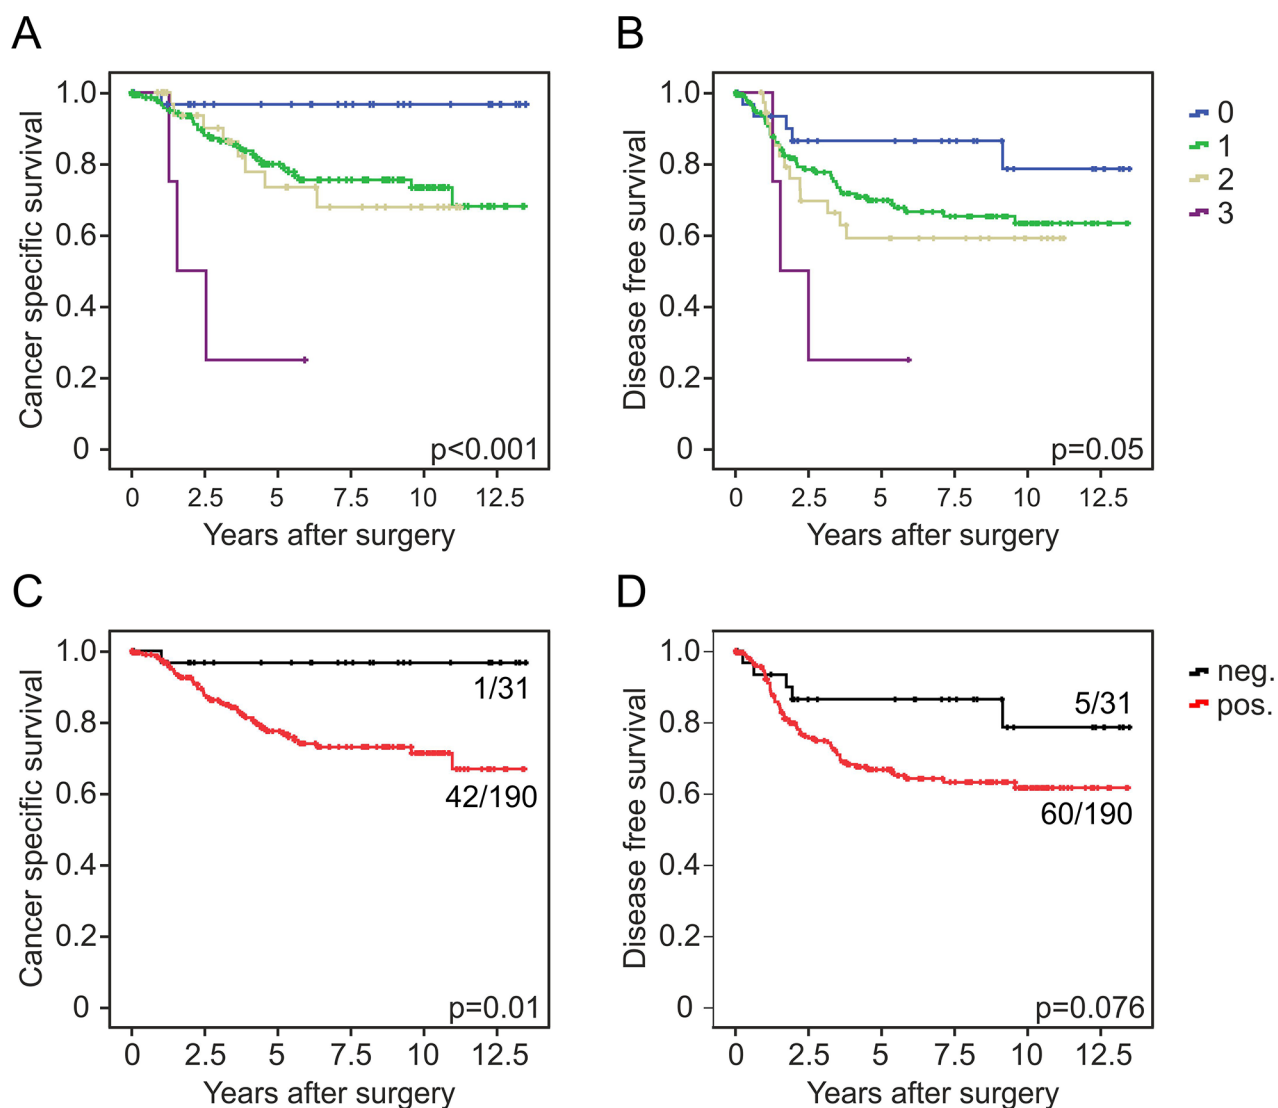 A
Cancer specific survival
1.0
0.8
0.6
0.4
0.2
0
p<0.001
0 2.5 5 7.5 10 12.5
Years after surgery
B
Disease free survival
1.0
0.8
0.6
0.4
0.2
0
p=0.05
0 2.5 5 7.5 10 12.5
Years after surgery
0
1
2
3
C
Cancer specific survival
1.0
0.8
0.6
0.4
0.2
0
1/31
42/190
p=0.01
0 2.5 5 7.5 10 12.5
Years after surgery
D
Disease free survival
1.0
0.8
0.6
0.4
0.2
0
5/31
60/190
p=0.076
0 2.5 5 7.5 10 12.5
Years after surgery
neg.
pos.